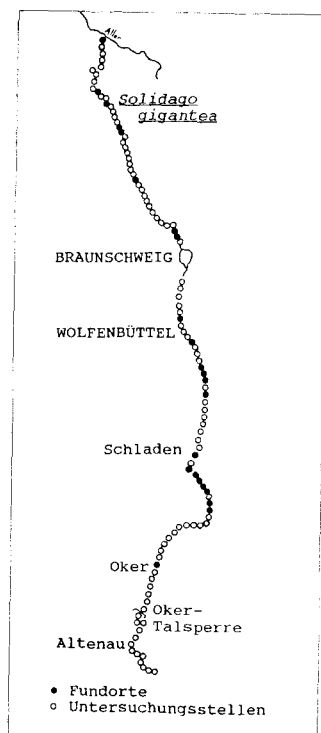 Aller
Solidago
gigantea
BRAUNSCHWEIG
WOLFENBÜTTEL
Schladen
Oker
Oker-
Talsperre
Altenau
Fundorte
Untersuchungsstellen